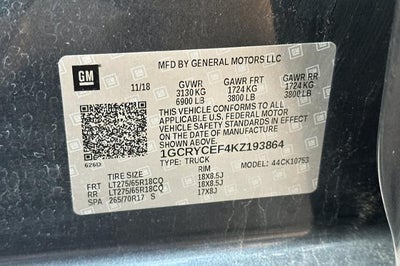 GM
MFD BY GENERAL MOTORS LLC
11/18 GVWR GAWR FRT GAWR RR
3130 KG 1724 KG 1724 KG
6900 LB 3800 LB 3800 LB
THIS VEHICLE CONFORMS TO ALL
APPLICABLE U.S. FEDERAL MOTOR
VEHICLE SAFETY STANDARDS IN EFFECT
ON THE DATE OF MANUFACTURE SHOWN
ABOVE.
1GCRYCEF4KZ193864
TYPE: TRUCK MODEL: 44CK10753
TIRE SIZE RIM
FRT LT275/65R18CQ 18X8.5J
RR LT275/65R18CQ 18X8.5J
SPA 265/70R17 S 17X8J